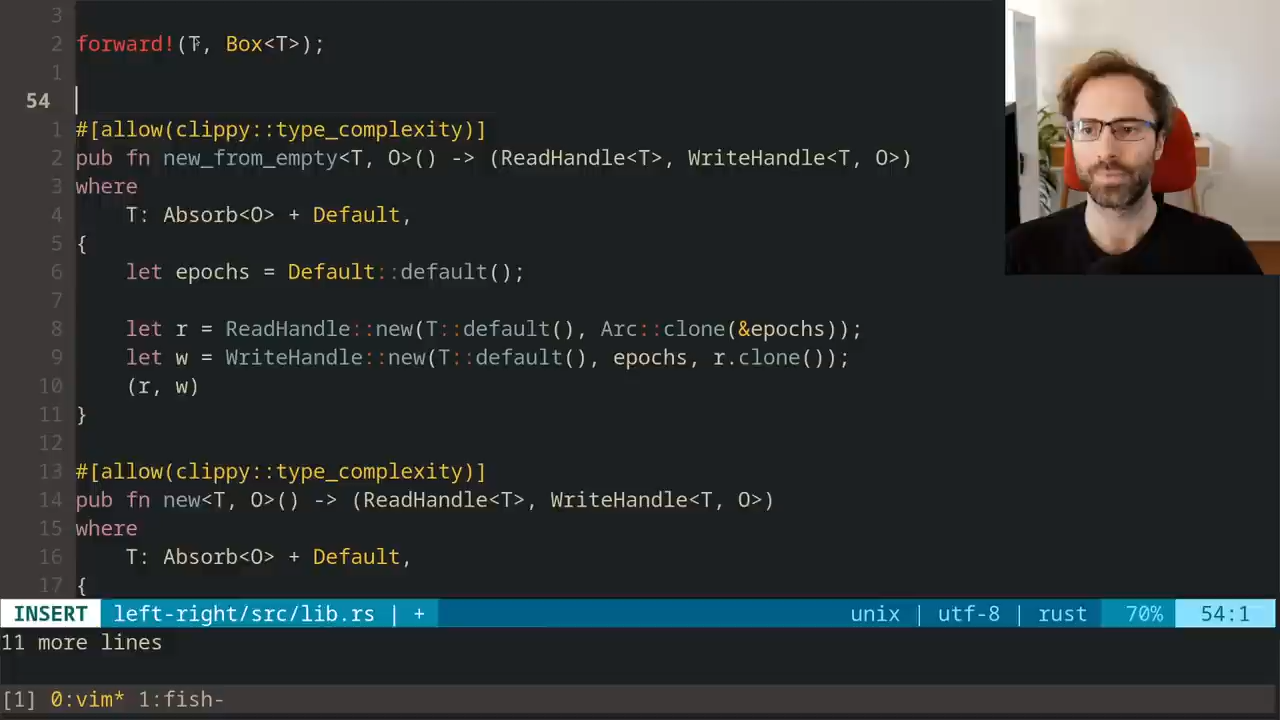 3
2 forward!(T, Box<T>);
1
54
1 #[allow(clippy::type_complexity)]
2 pub fn new_from_empty<T, O>() -> (ReadHandle<T>, WriteHandle<T, O>)
3 where
4     T: Absorb<O> + Default,
5 {
6     let epochs = Default::default();
7
8     let r = ReadHandle::new(T::default(), Arc::clone(&epochs));
9     let w = WriteHandle::new(T::default(), epochs, r.clone());
10     (r, w)
11 }
12
13 #[allow(clippy::type_complexity)]
14 pub fn new<T, O>() -> (ReadHandle<T>, WriteHandle<T, O>)
15 where
16     T: Absorb<O> + Default,
17 {
INSERT left-right/src/lib.rs | + unix | utf-8 | rust 70% 54:1
11 more lines
[1] 0:vim* 1:fish-